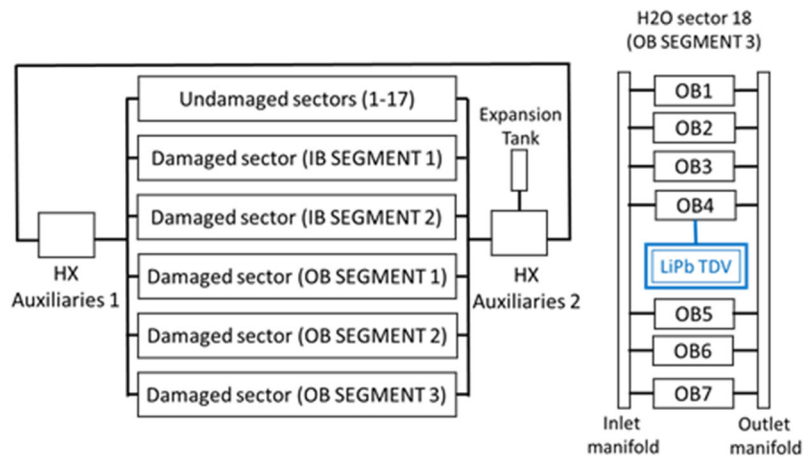 Undamaged sectors (1-17)
Damaged sector (IB SEGMENT 1)
Damaged sector (IB SEGMENT 2)
Damaged sector (OB SEGMENT 1)
Damaged sector (OB SEGMENT 2)
Damaged sector (OB SEGMENT 3)
HX
Auxiliaries 1
Expansion
Tank
HX
Auxiliaries 2
H2O sector 18
(OB SEGMENT 3)
OB1
OB2
OB3
OB4
LiPb TDV
OB5
OB6
OB7
Inlet
manifold
Outlet
manifold